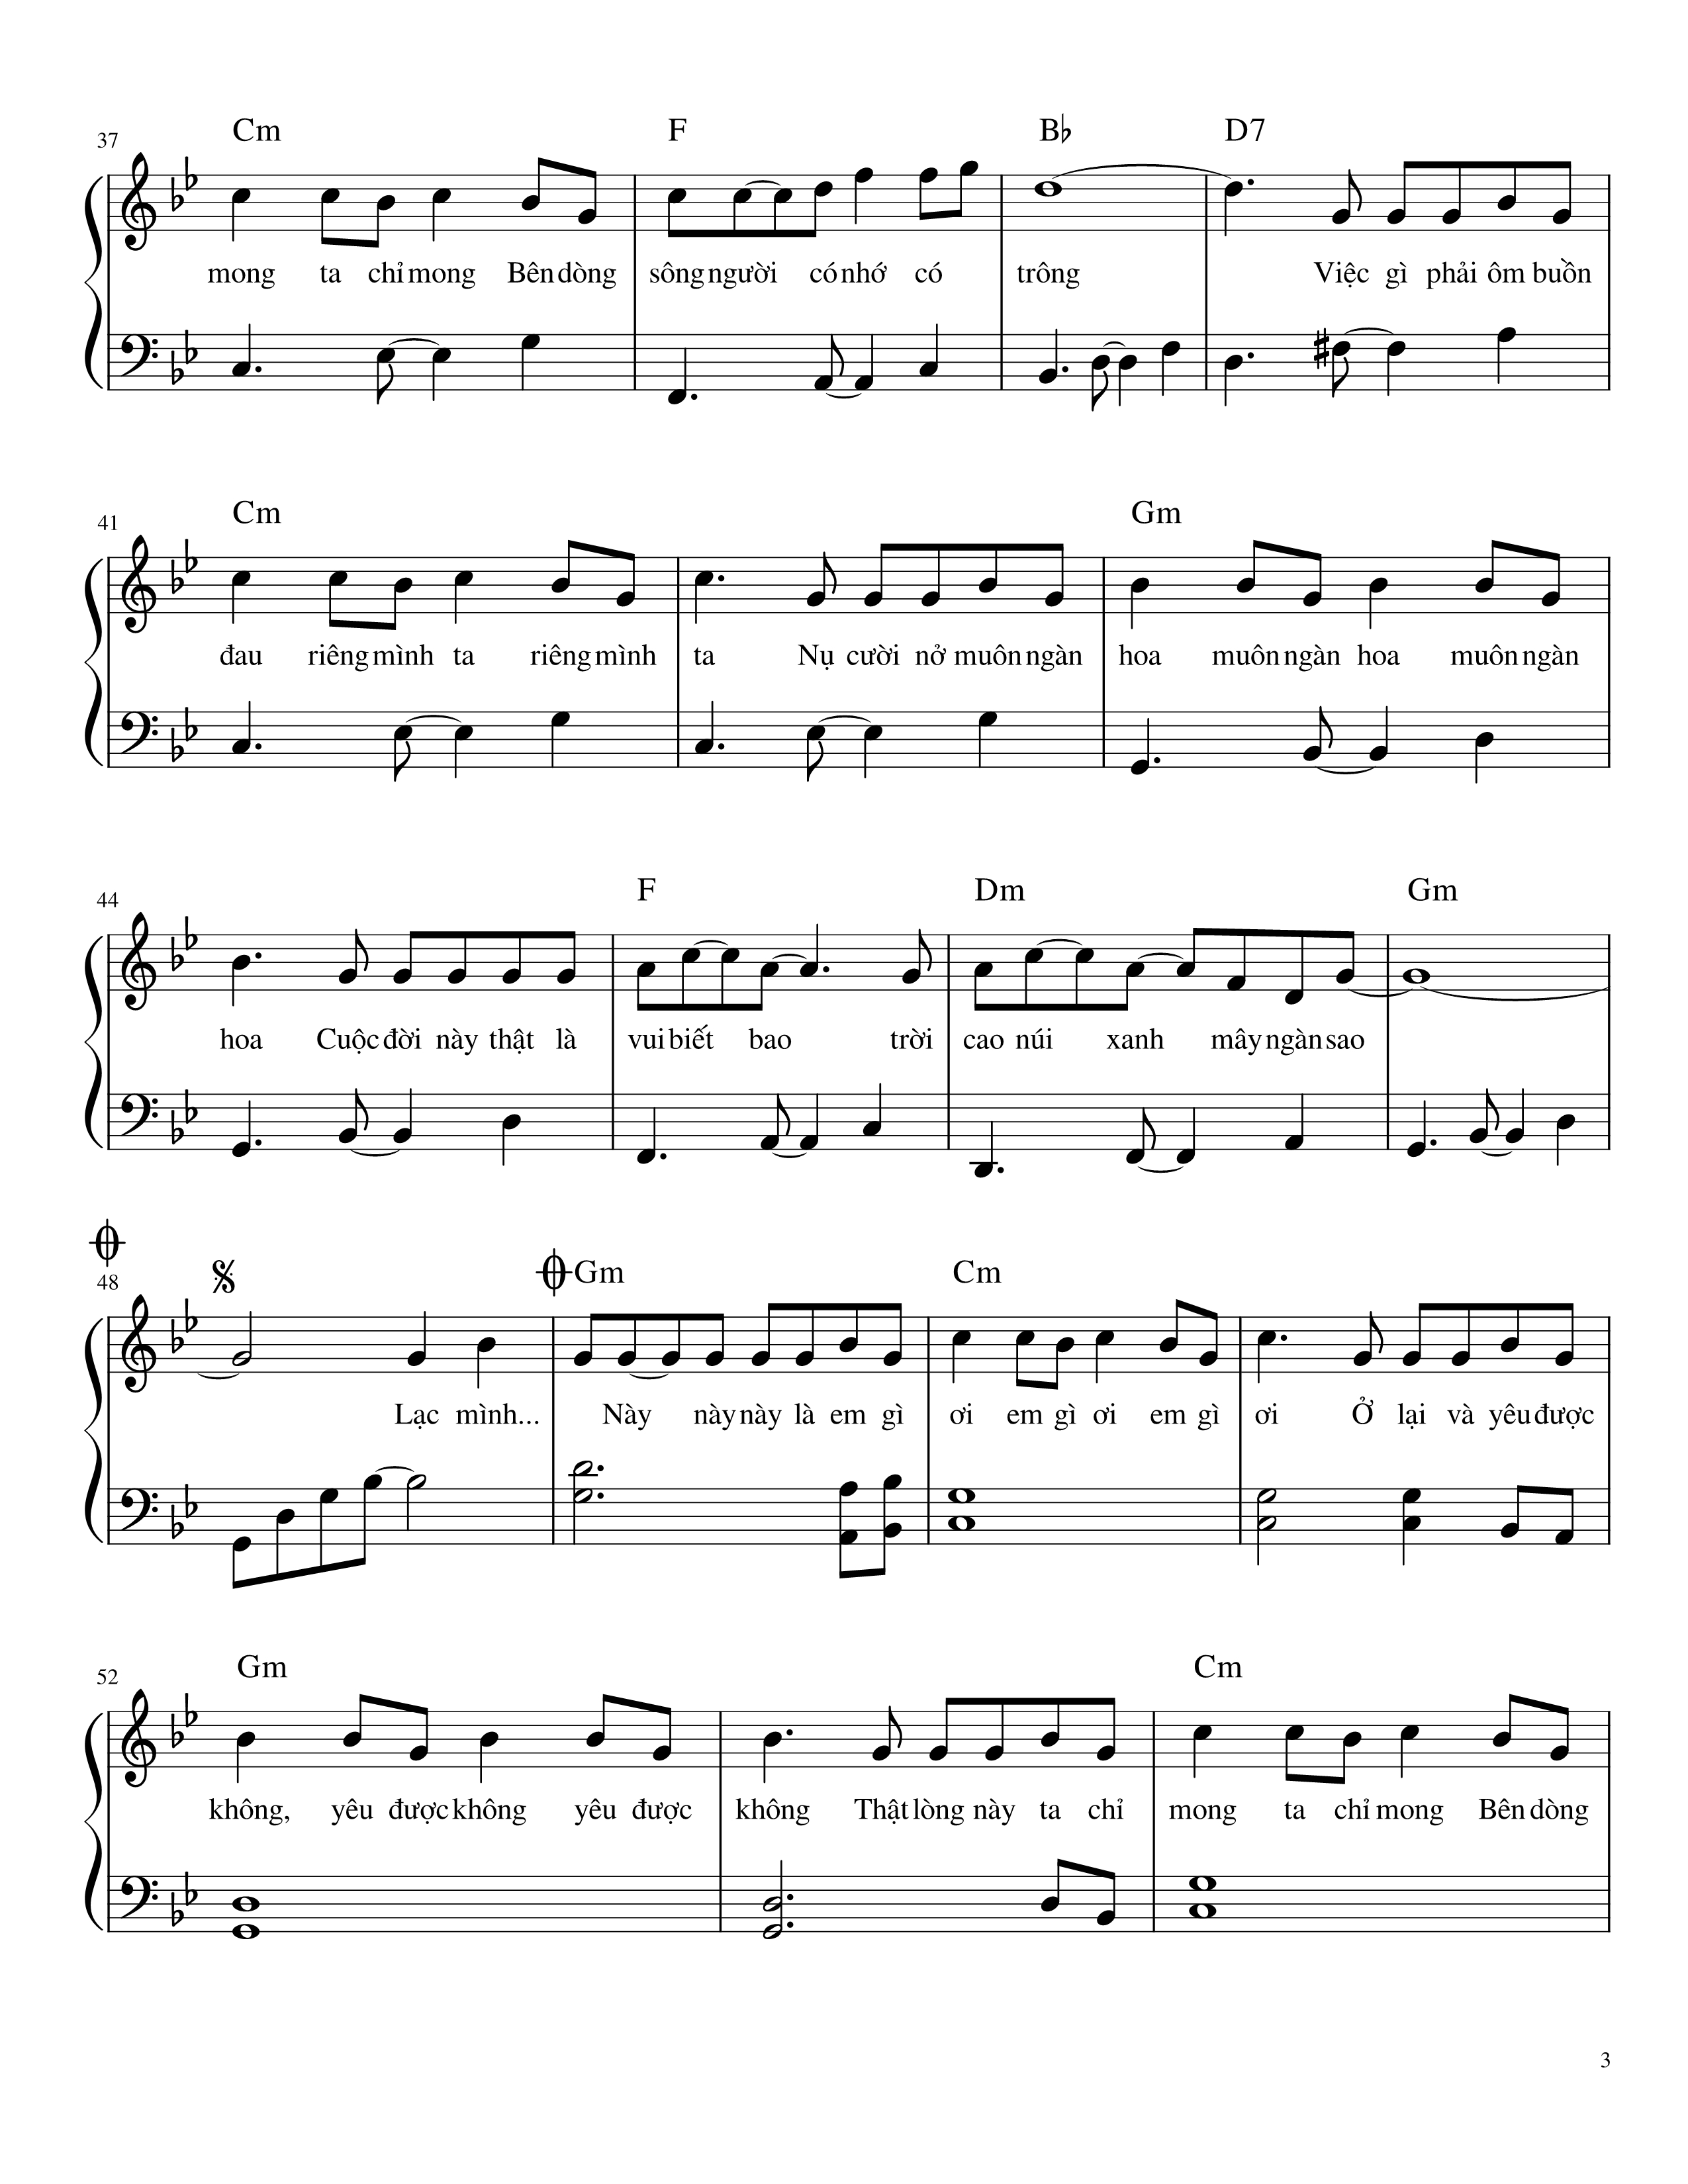 37 Cm F B♭ D7
mong ta chỉ mong Bên dòng sông người có nhớ có trông Việc gì phải ôm buồn
41 Cm Gm
đau riêng mình ta riêng mình ta Nụ cười nở muôn ngàn hoa muôn ngàn hoa muôn ngàn
44 F Dm Gm
hoa Cuộc đời này thật là vui biết bao trời cao núi xanh mây ngàn sao
48 Gm Cm
Lạc mình... Này này này là em gì ơi em gì ơi em gì ơi Ở lại và yêu được
52 Gm Cm
không, yêu được không yêu được không Thật lòng này ta chỉ mong ta chỉ mong Bên dòng
3